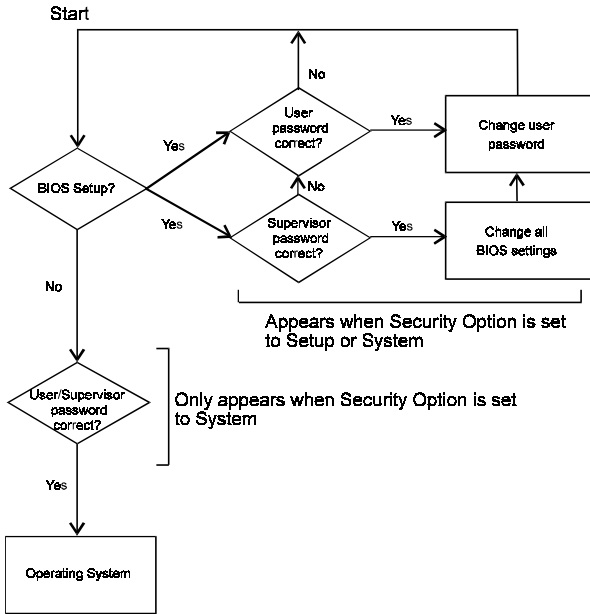 Start
No
User
password
correct?
Yes
Yes
Change user
password
BIOS Setup?
No
Yes
Supervisor
password
correct?
Yes
Change all
BIOS settings
No
Appears when Security Option is set
to Setup or System
User/Supervisor
password
correct?
Only appears when Security Option is set
to System
Yes
Operating System